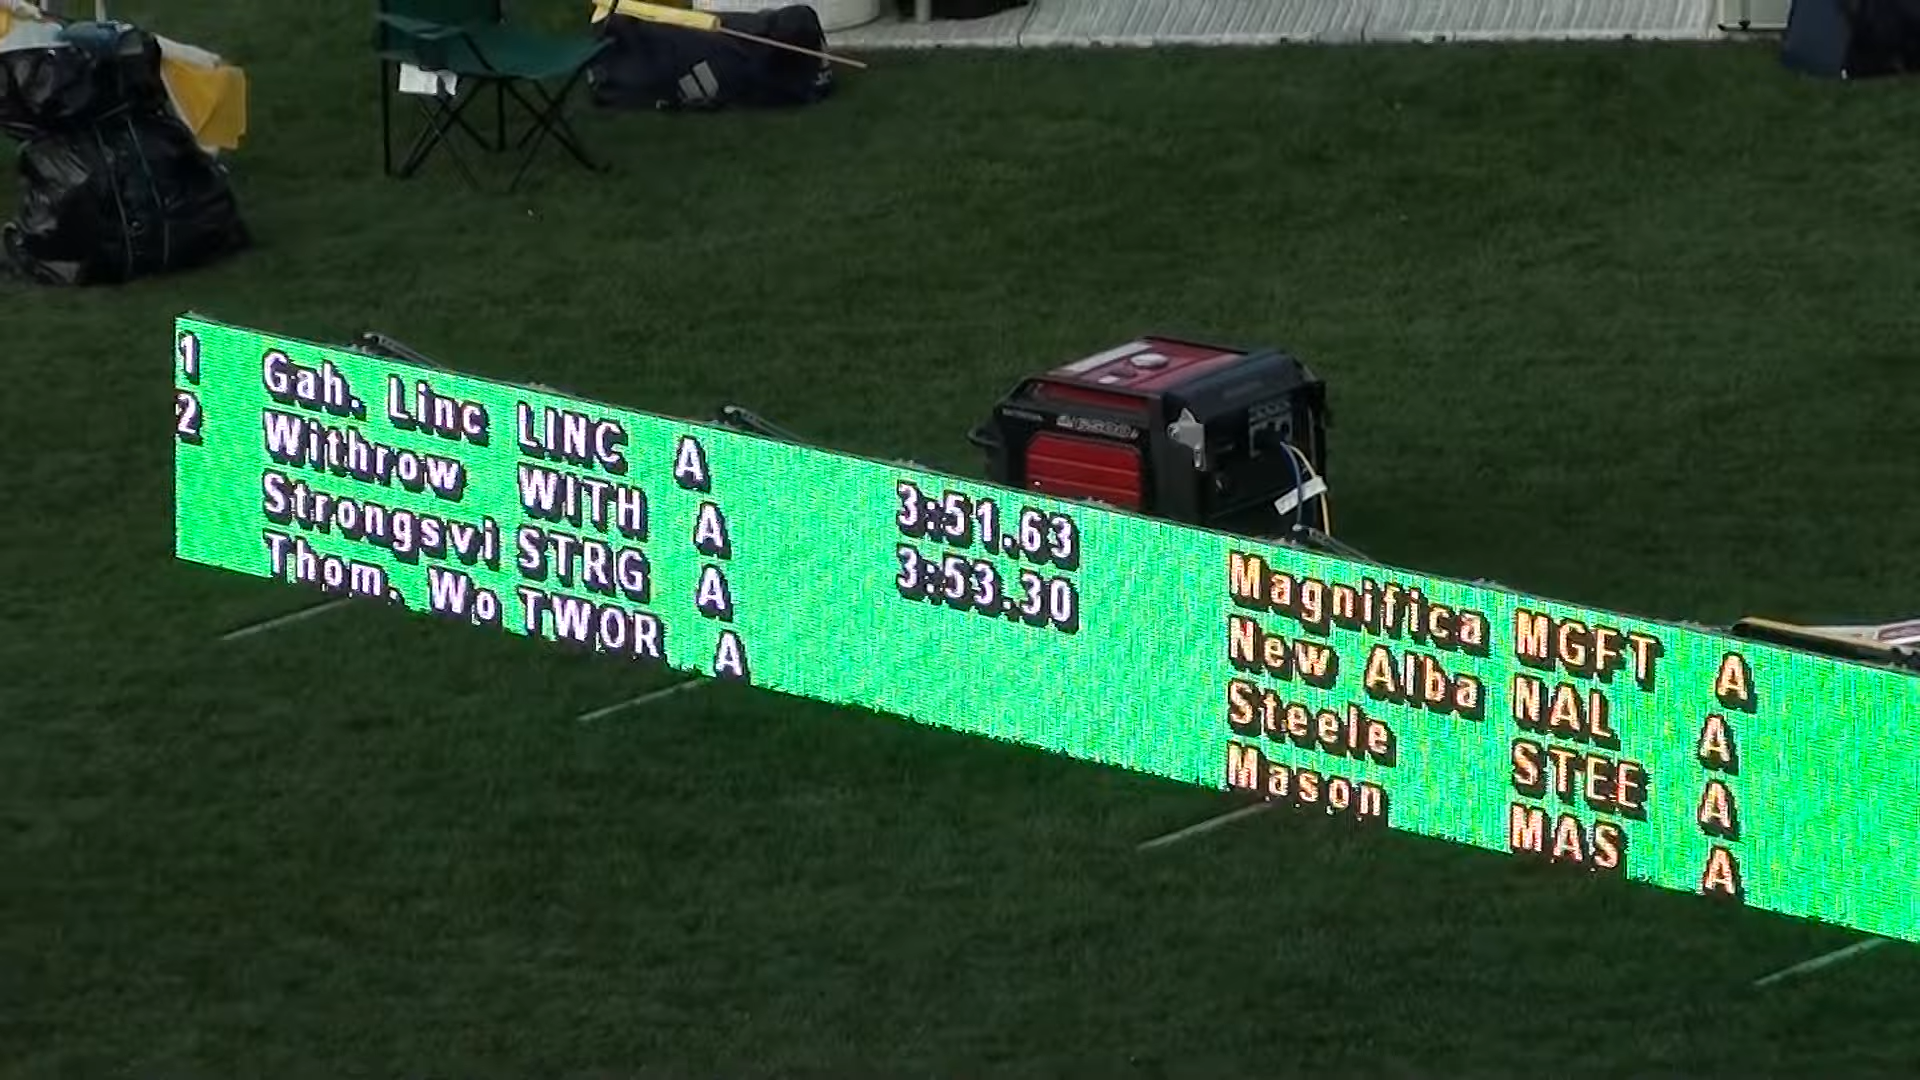 1 Gah. Linc LINC A 3:51.63
2 Withrow WITH A 3:53.30
Strongsvi STRG A
Thom. Wo TWOR A
Magnifica MGFT A
New Alba NAL A
Steele STEE A
Mason MAS A